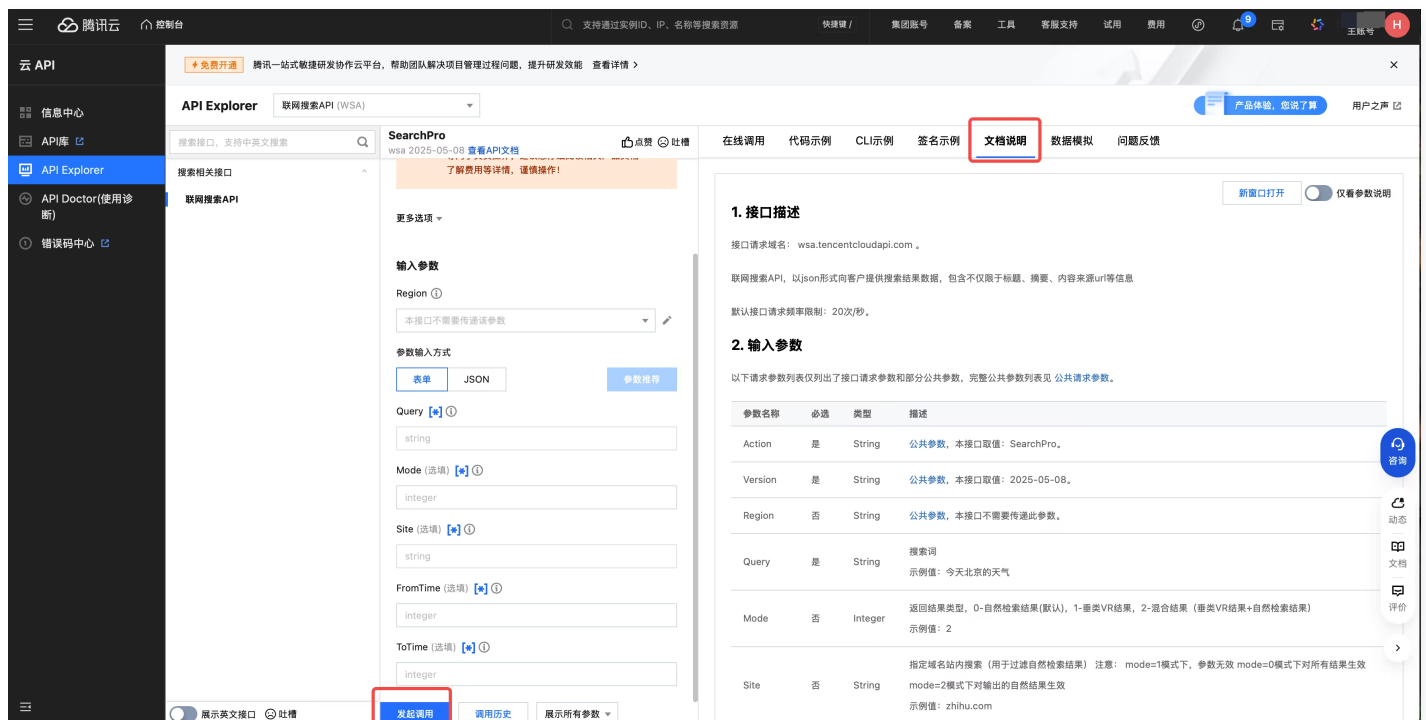 腾讯云
控制台
支持通过实例ID、IP、名称等搜索资源
快捷键 /
集团账号
备案
工具
客服支持
试用
费用
9
主账号
H
云 API
信息中心
API库
API Explorer
API Doctor(使用诊
断)
错误码中心
免费开通
腾讯一站式敏捷研发协作云平台,帮助团队解决项目管理过程问题,提升研发效能 查看详情 >
API Explorer
联网搜索API (WSA)
产品体验,您说了算
用户之声
搜索接口,支持中英文搜索
搜索相关接口
联网搜索API
展示英文接口
吐槽
SearchPro
点赞
吐槽
wsa 2025-05-08 查看API文档
了解费用等详情,谨慎操作!
更多选项
输入参数
Region
本接口不需要传递该参数
参数输入方式
表单
JSON
参数推荐
Query [*]
string
Mode (选填) [*]
integer
Site (选填) [*]
string
FromTime (选填) [*]
integer
ToTime (选填) [*]
integer
发起调用
调用历史
展示所有参数
在线调用
代码示例
CLI示例
签名示例
文档说明
数据模拟
问题反馈
新窗口打开
仅看参数说明
1. 接口描述
接口请求域名: wsa.tencentcloudapi.com 。
联网搜索API,以json形式向客户提供搜索结果数据,包含不仅限于标题、摘要、内容来源url等信息
默认接口请求频率限制:20次/秒。
2. 输入参数
以下请求参数列表仅列出了接口请求参数和部分公共参数,完整公共参数列表见 公共请求参数。
参数名称 必选 类型 描述
Action 是 String 公共参数,本接口取值:SearchPro。
Version 是 String 公共参数,本接口取值:2025-05-08。
Region 否 String 公共参数,本接口不需要传递此参数。
Query 是 String 搜索词
示例值:今天北京的天气
Mode 否 Integer 返回结果类型,0-自然检索结果(默认),1-垂类VR结果,2-混合结果(垂类VR结果+自然检索结果)
示例值:2
Site 否 String 指定域名站内搜索(用于过滤自然检索结果) 注意: mode=1模式下,参数无效 mode=0模式下对所有结果生效
mode=2模式下对输出的自然结果生效
示例值:zhihu.com
咨询
动态
文档
评价